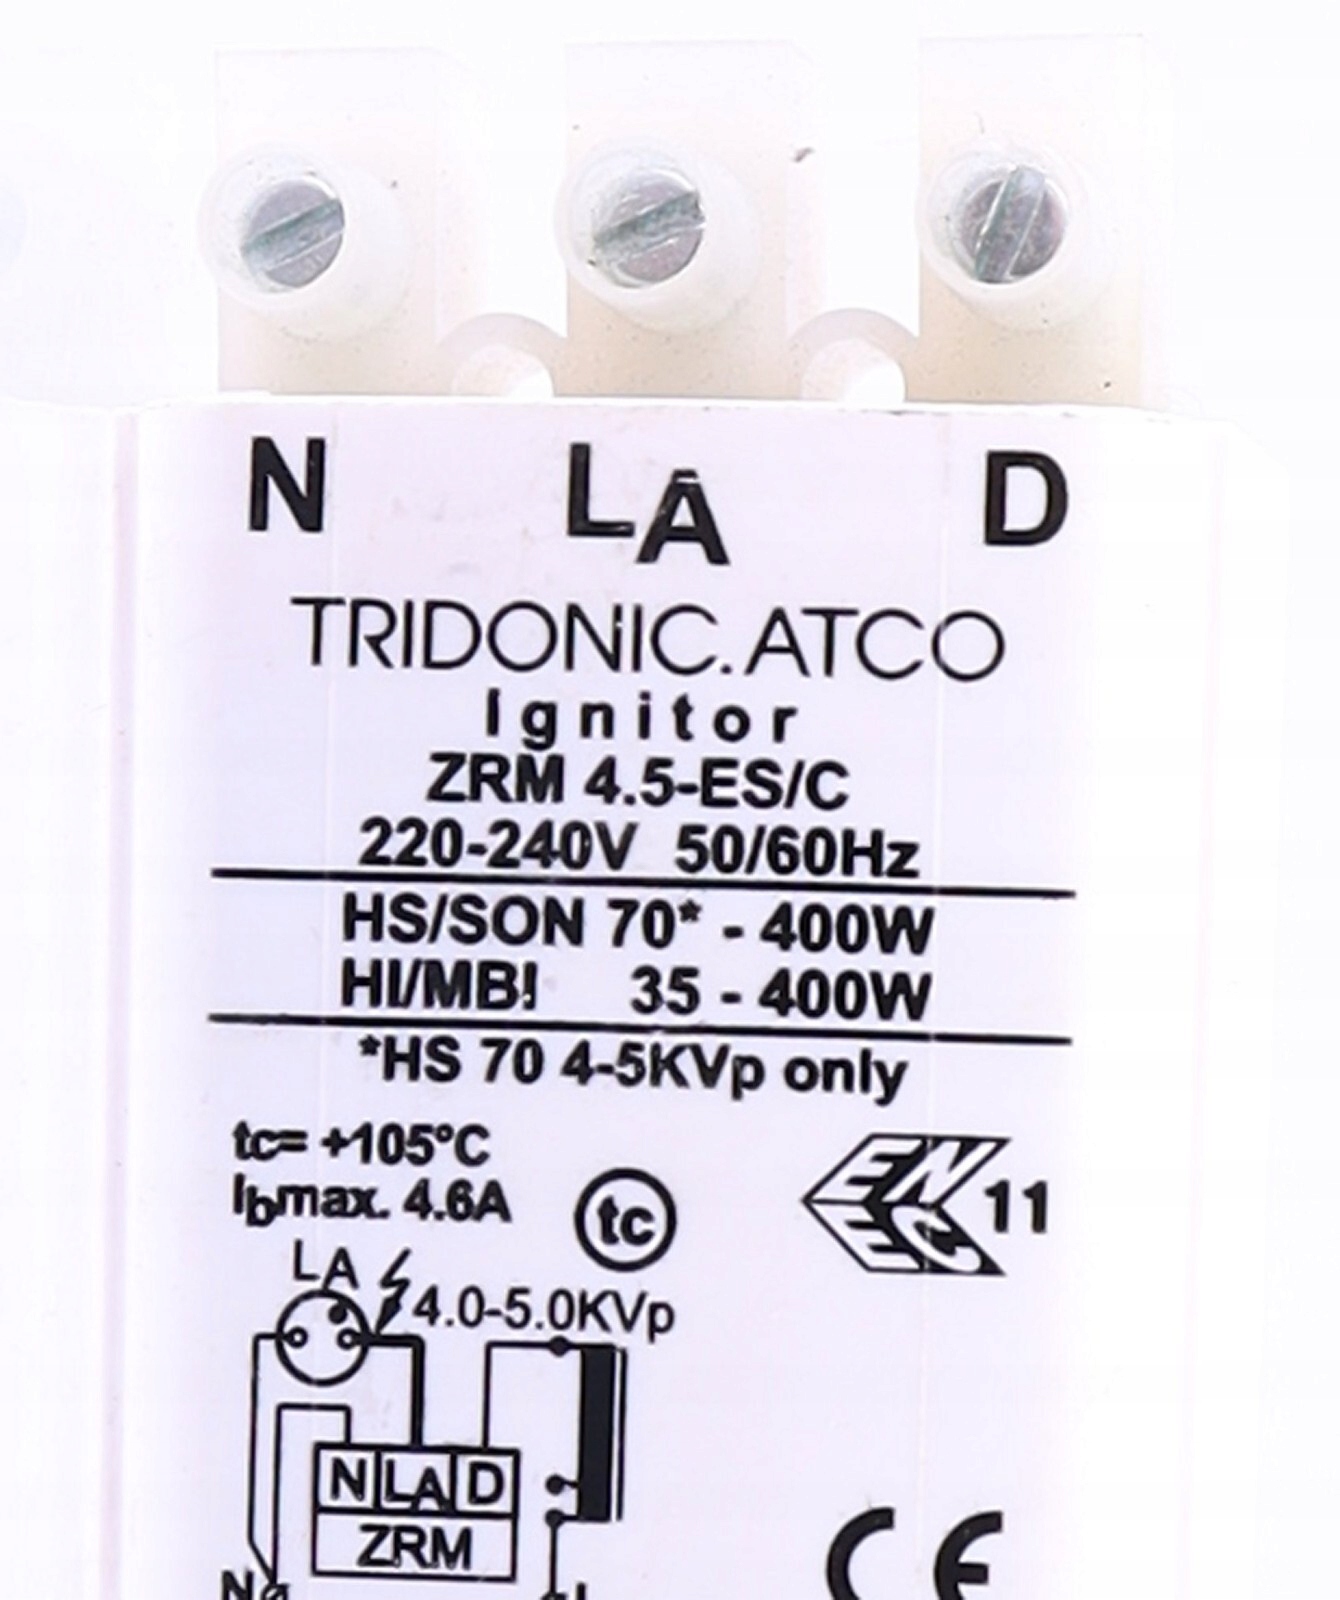 N LA D
TRIDONIC.ATCO
Ignitor
ZRM 4.5-ES/C
220-240V 50/60Hz
HS/SON 70* - 400W
HI/MBI 35 - 400W
*HS 70 4-5KVp only
tc= +105°C
Ibmax. 4.6A
tc
ENEC 11
LA
4.0-5.0KVp
N LA D
ZRM
N
CE